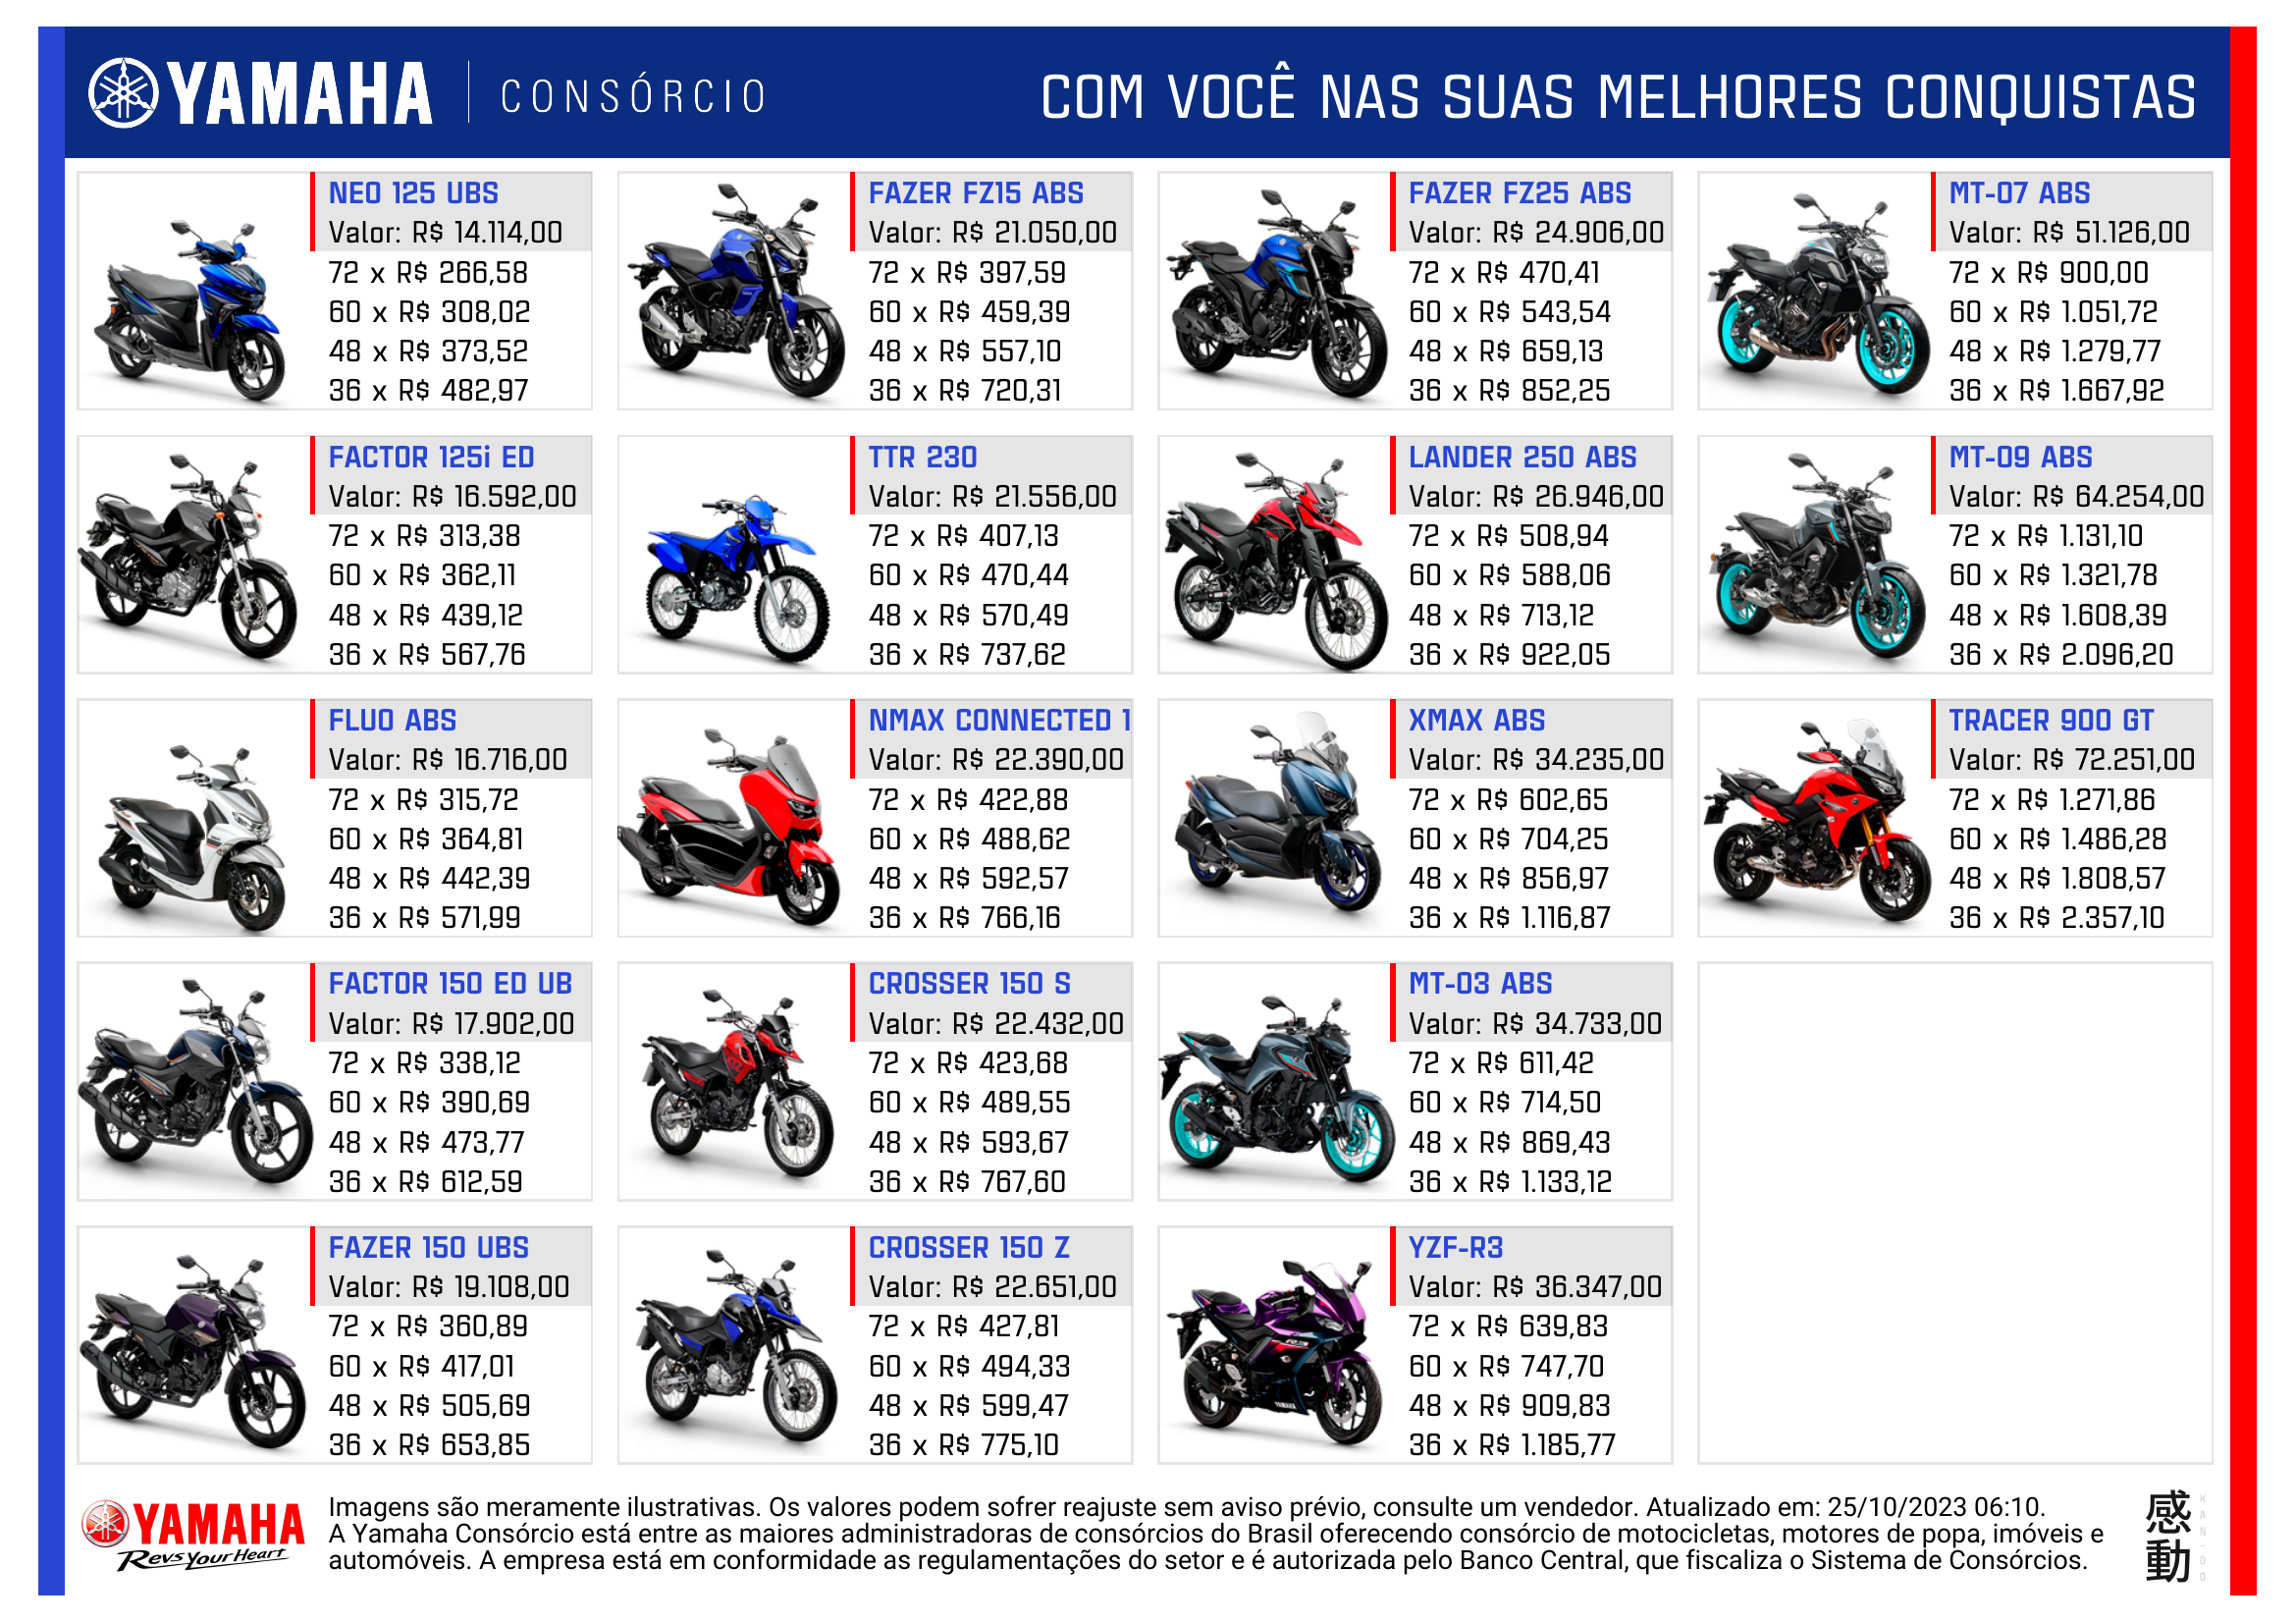 YAMAHA CONSÓRCIO
COM VOCÊ NAS SUAS MELHORES CONQUISTAS
NEO 125 UBS
Valor: R$ 14.114,00
72 x R$ 266,58
60 x R$ 308,02
48 x R$ 373,52
36 x R$ 482,97
FAZER FZ15 ABS
Valor: R$ 21.050,00
72 x R$ 397,59
60 x R$ 459,39
48 x R$ 557,10
36 x R$ 720,31
FAZER FZ25 ABS
Valor: R$ 24.906,00
72 x R$ 470,41
60 x R$ 543,54
48 x R$ 659,13
36 x R$ 852,25
MT-07 ABS
Valor: R$ 51.126,00
72 x R$ 900,00
60 x R$ 1.051,72
48 x R$ 1.279,77
36 x R$ 1.667,92
FACTOR 125i ED
Valor: R$ 16.592,00
72 x R$ 313,38
60 x R$ 362,11
48 x R$ 439,12
36 x R$ 567,76
TTR 230
Valor: R$ 21.556,00
72 x R$ 407,13
60 x R$ 470,44
48 x R$ 570,49
36 x R$ 737,62
LANDER 250 ABS
Valor: R$ 26.946,00
72 x R$ 508,94
60 x R$ 588,06
48 x R$ 713,12
36 x R$ 922,05
MT-09 ABS
Valor: R$ 64.254,00
72 x R$ 1.131,10
60 x R$ 1.321,78
48 x R$ 1.608,39
36 x R$ 2.096,20
FLUO ABS
Valor: R$ 16.716,00
72 x R$ 315,72
60 x R$ 364,81
48 x R$ 442,39
36 x R$ 571,99
NMAX CONNECTED 1
Valor: R$ 22.390,00
72 x R$ 422,88
60 x R$ 488,62
48 x R$ 592,57
36 x R$ 766,16
XMAX ABS
Valor: R$ 34.235,00
72 x R$ 602,65
60 x R$ 704,25
48 x R$ 856,97
36 x R$ 1.116,87
TRACER 900 GT
Valor: R$ 72.251,00
72 x R$ 1.271,86
60 x R$ 1.486,28
48 x R$ 1.808,57
36 x R$ 2.357,10
FACTOR 150 ED UB
Valor: R$ 17.902,00
72 x R$ 338,12
60 x R$ 390,69
48 x R$ 473,77
36 x R$ 612,59
CROSSER 150 S
Valor: R$ 22.432,00
72 x R$ 423,68
60 x R$ 489,55
48 x R$ 593,67
36 x R$ 767,60
MT-03 ABS
Valor: R$ 34.733,00
72 x R$ 611,42
60 x R$ 714,50
48 x R$ 869,43
36 x R$ 1.133,12
FAZER 150 UBS
Valor: R$ 19.108,00
72 x R$ 360,89
60 x R$ 417,01
48 x R$ 505,69
36 x R$ 653,85
CROSSER 150 Z
Valor: R$ 22.651,00
72 x R$ 427,81
60 x R$ 494,33
48 x R$ 599,47
36 x R$ 775,10
YZF-R3
Valor: R$ 36.347,00
72 x R$ 639,83
60 x R$ 747,70
48 x R$ 909,83
36 x R$ 1.185,77
YAMAHA
Revs Your Heart
Imagens são meramente ilustrativas. Os valores podem sofrer reajuste sem aviso prévio, consulte um vendedor. Atualizado em: 25/10/2023 06:10.
A Yamaha Consórcio está entre as maiores administradoras de consórcios do Brasil oferecendo consórcio de motocicletas, motores de popa, imóveis e
automóveis. A empresa está em conformidade as regulamentações do setor e é autorizada pelo Banco Central, que fiscaliza o Sistema de Consórcios.
感動
KAN-DO